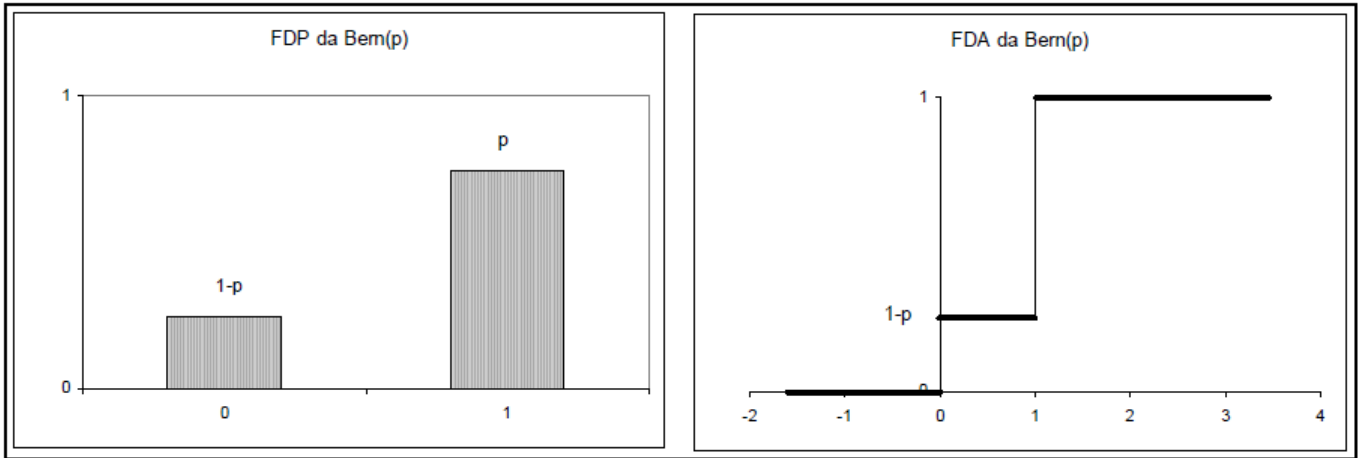 FDP da Bern(p)
1
p
1-p
0
0 1
FDA da Bern(p)
1
1-p
0
-2 -1 0 1 2 3 4